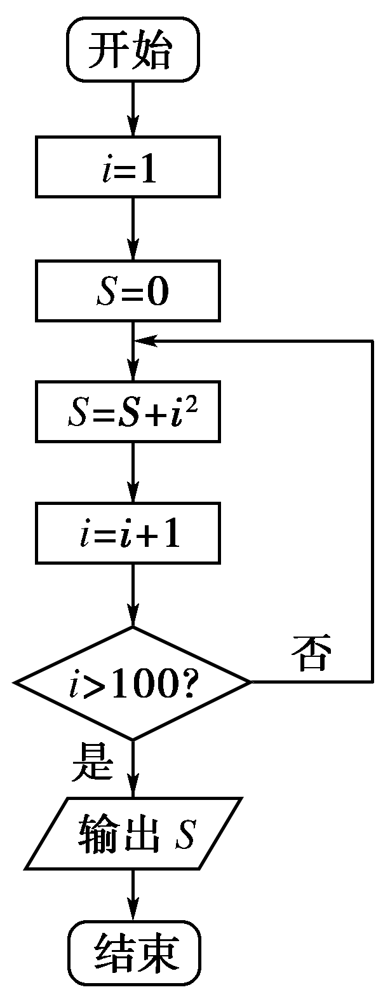 开始
i=1
S=0
S=S+i²
i=i+1
i>100?
否
是
输出 S
结束